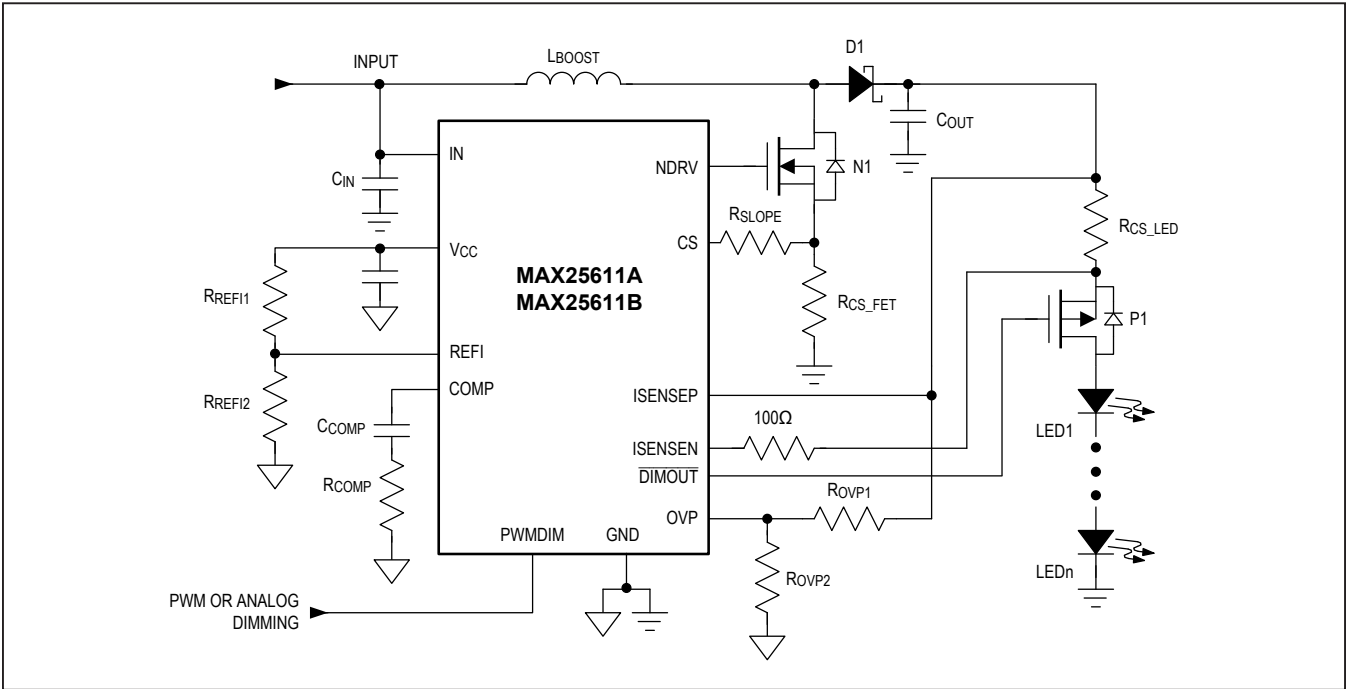 INPUT
LBOOST
D1
COUT
IN
NDRV
N1
CIN
RSLOPE
RCS_LED
VCC
CS
MAX25611A
MAX25611B
RREFI1
RCS_FET
P1
REFI
COMP
ISENSEP
RREFI2
100Ω
CCOMP
LED1
ISENSEN
DIMOUT
RCOMP
ROVP1
OVP
PWMDIM
GND
LEDn
ROVP2
PWM OR ANALOG
DIMMING